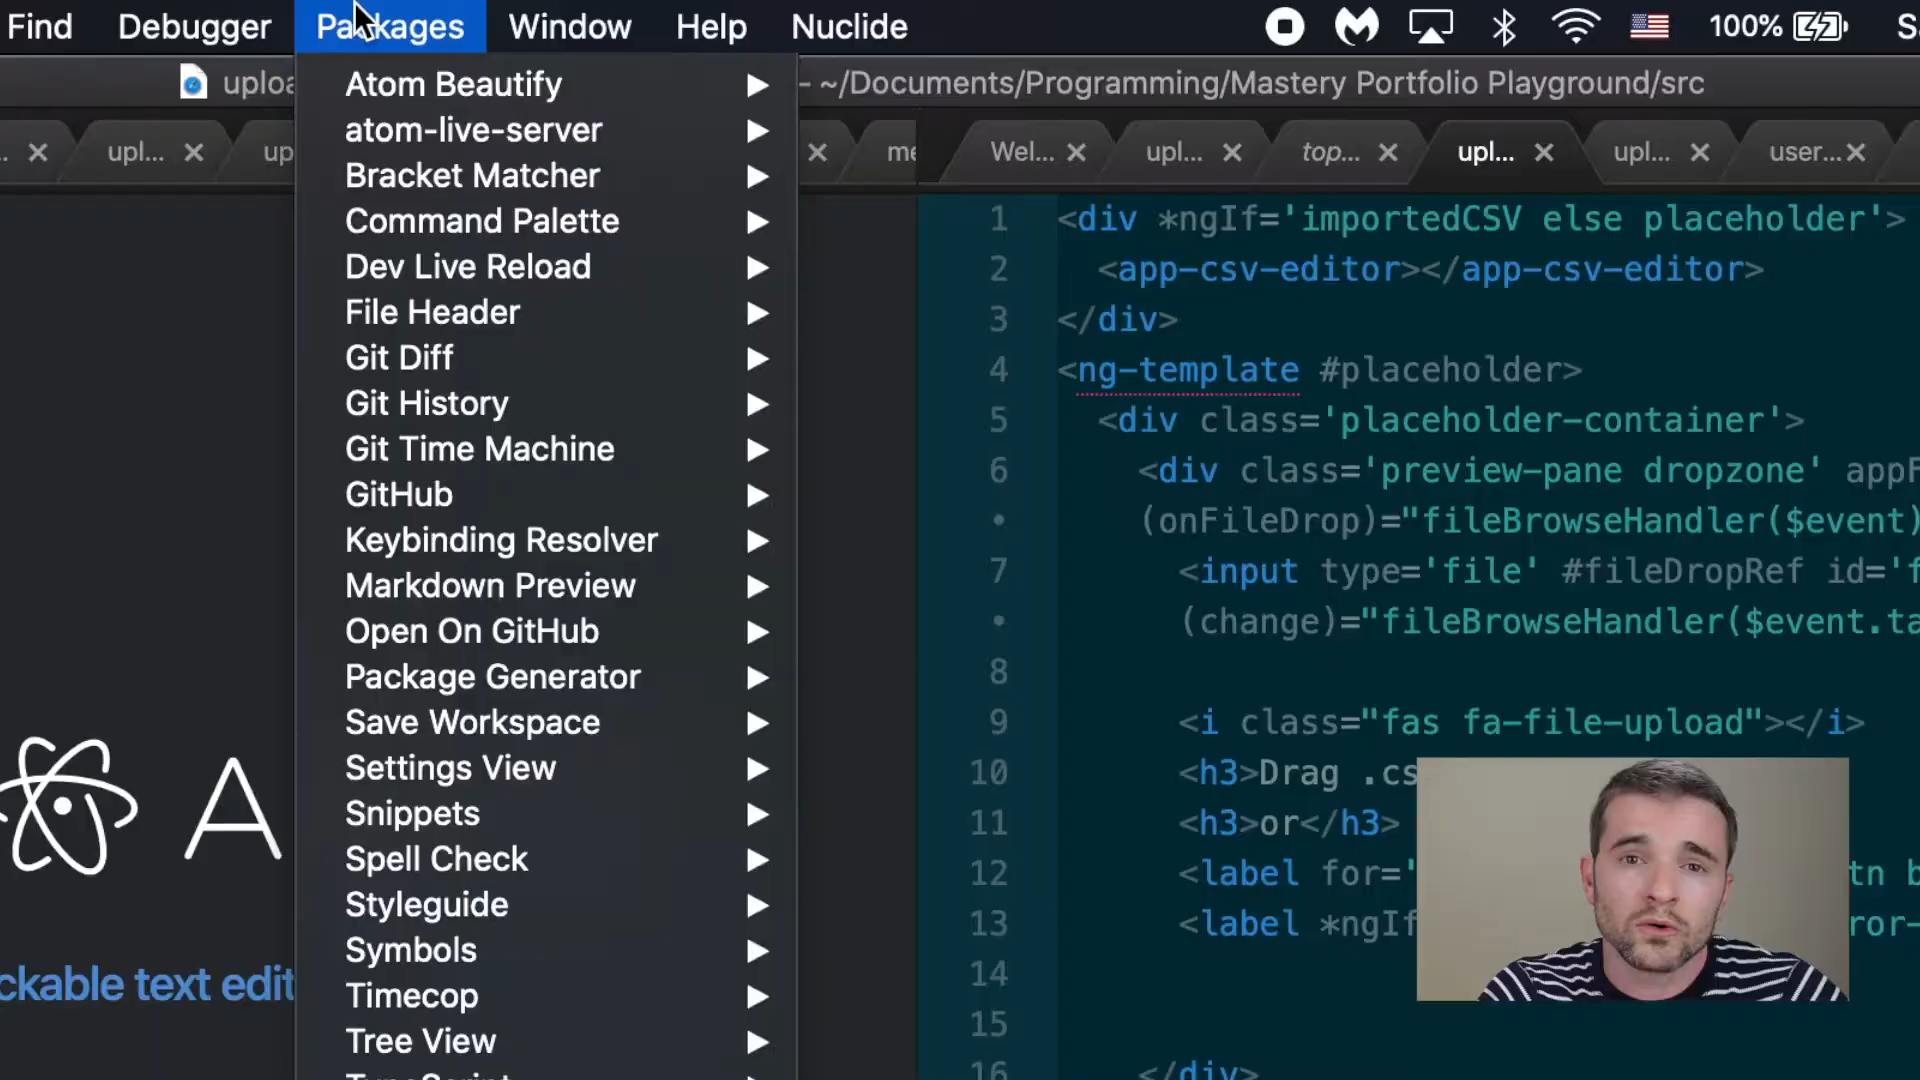 Find Debugger Packages Window Help Nuclide 100%
– ~/Documents/Programming/Mastery Portfolio Playground/src
upl... Wel... upl... top... upl... upl... user...
Atom Beautify
atom-live-server
Bracket Matcher
Command Palette
Dev Live Reload
File Header
Git Diff
Git History
Git Time Machine
GitHub
Keybinding Resolver
Markdown Preview
Open On GitHub
Package Generator
Save Workspace
Settings View
Snippets
Spell Check
Styleguide
Symbols
Timecop
Tree View
A
text edit
1 <div *ngIf='importedCSV else placeholder'>
2 <app-csv-editor></app-csv-editor>
3 </div>
4 <ng-template #placeholder>
5 <div class='placeholder-container'>
6 <div class='preview-pane dropzone'
• (onFileDrop)="fileBrowseHandler($event)
7 <input type='file' #fileDropRef id='f
• (change)="fileBrowseHandler($event.ta
8
9 <i class="fas fa-file-upload"></i>
10 <h3>Drag .cs
11 <h3>or</h3>
12 <label for='
13 <label *ngIf
14
15
16 </div>